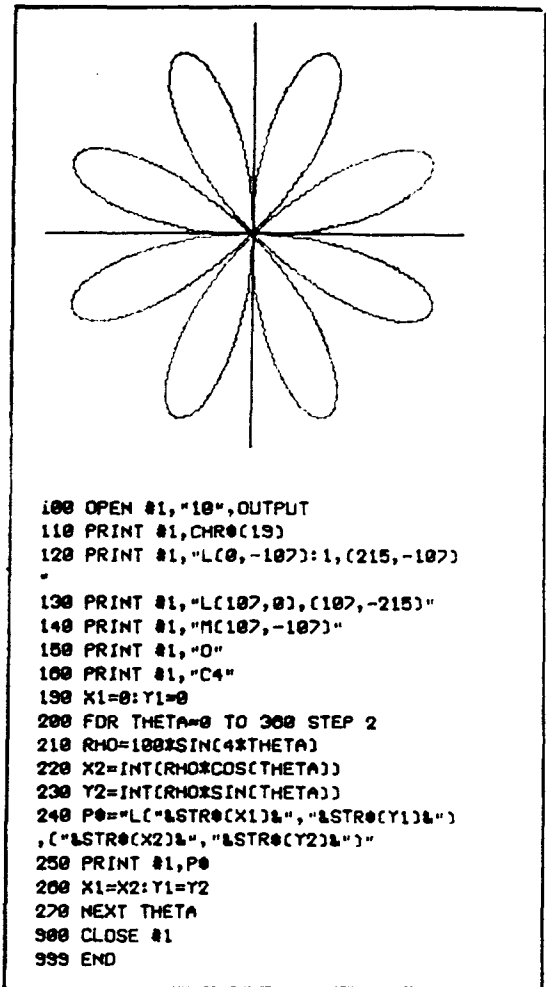 100 OPEN #1,"10",OUTPUT
110 PRINT #1,CHR$(19)
120 PRINT #1,"L(0,-107):1,(215,-107)
"
130 PRINT #1,"L(107,0),(107,-215)"
140 PRINT #1,"M(107,-107)"
150 PRINT #1,"O"
160 PRINT #1,"C4"
190 X1=0:Y1=0
200 FOR THETA=0 TO 360 STEP 2
210 RHO=100*SIN(4*THETA)
220 X2=INT(RHO*COS(THETA))
230 Y2=INT(RHO*SIN(THETA))
240 P$="L("&STR$(X1)&","&STR$(Y1)&")
,("&STR$(X2)&","&STR$(Y2)&")"
250 PRINT #1,P$
260 X1=X2:Y1=Y2
270 NEXT THETA
900 CLOSE #1
999 END